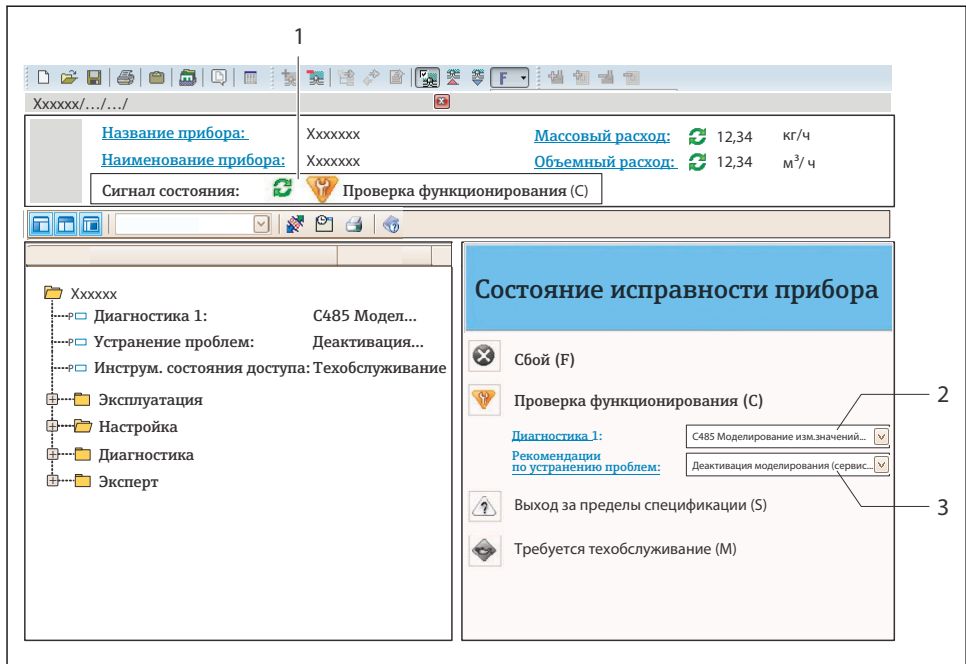 1
F
Xxxxxx/.../.../
Название прибора: Xxxxxxx Массовый расход: 12,34 кг/ч
Наименование прибора: Xxxxxxx Объемный расход: 12,34 м³/ ч
Сигнал состояния: Проверка функционирования (C)
Xxxxxx
P Диагностика 1: C485 Модел...
P Устранение проблем: Деактивация...
P Инструм. состояния доступа: Техобслуживание
Эксплуатация
Настройка
Диагностика
Эксперт
Состояние исправности прибора
Сбой (F)
Проверка функционирования (C)
Диагностика 1: C485 Моделирование изм.значений...
2
Рекомендации
по устранению проблем: Деактивация моделирования (сервис...
3
Выход за пределы спецификации (S)
Требуется техобслуживание (M)